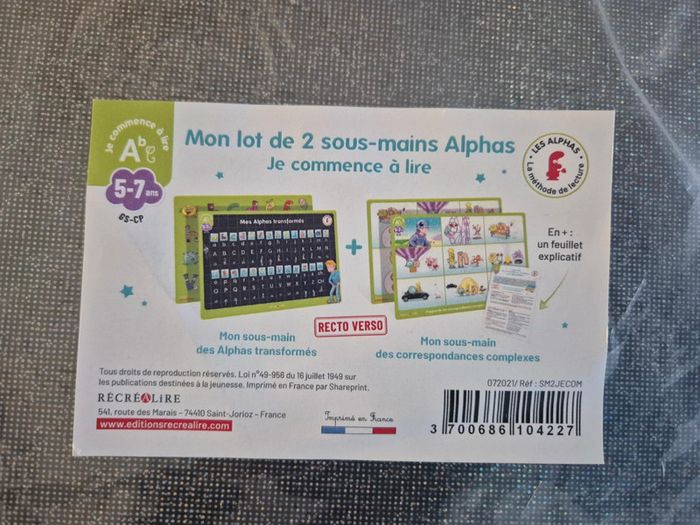 Je commence à lire
Ab
5-7 ans
GS-CP
Mon lot de 2 sous-mains Alphas
Je commence à lire
LES ALPHAS
La méthode de lecture
Mes Alphas transformés
+
En + :
un feuillet
explicatif
RECTO VERSO
Mon sous-main
des Alphas transformés
Mon sous-main
des correspondances complexes
Tous droits de reproduction réservés. Loi n°49-956 du 16 juillet 1949 sur
les publications destinées à la jeunesse. Imprimé en France par Shareprint.
RÉCRÉALIRE
541, route des Marais – 74410 Saint-Jorioz – France
www.editionsrecrealire.com
Imprimé en France
072021/ Réf : SM2JECOM
3 700686 104227